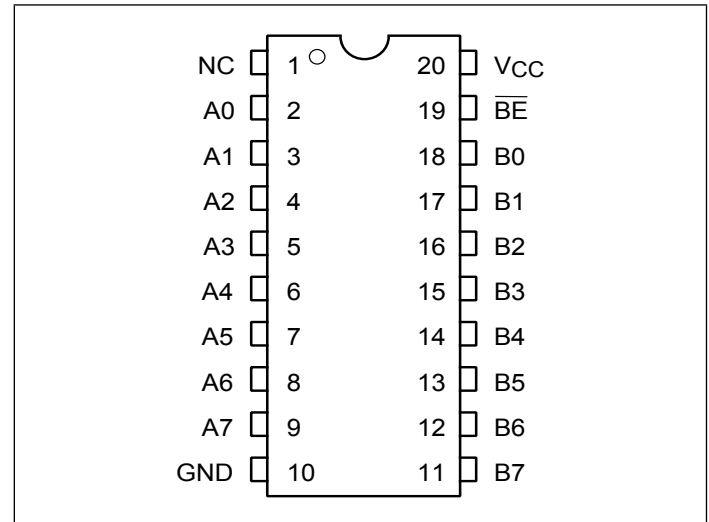 NC 1 20 VCC
A0 2 19 B̅E̅
A1 3 18 B0
A2 4 17 B1
A3 5 16 B2
A4 6 15 B3
A5 7 14 B4
A6 8 13 B5
A7 9 12 B6
GND 10 11 B7